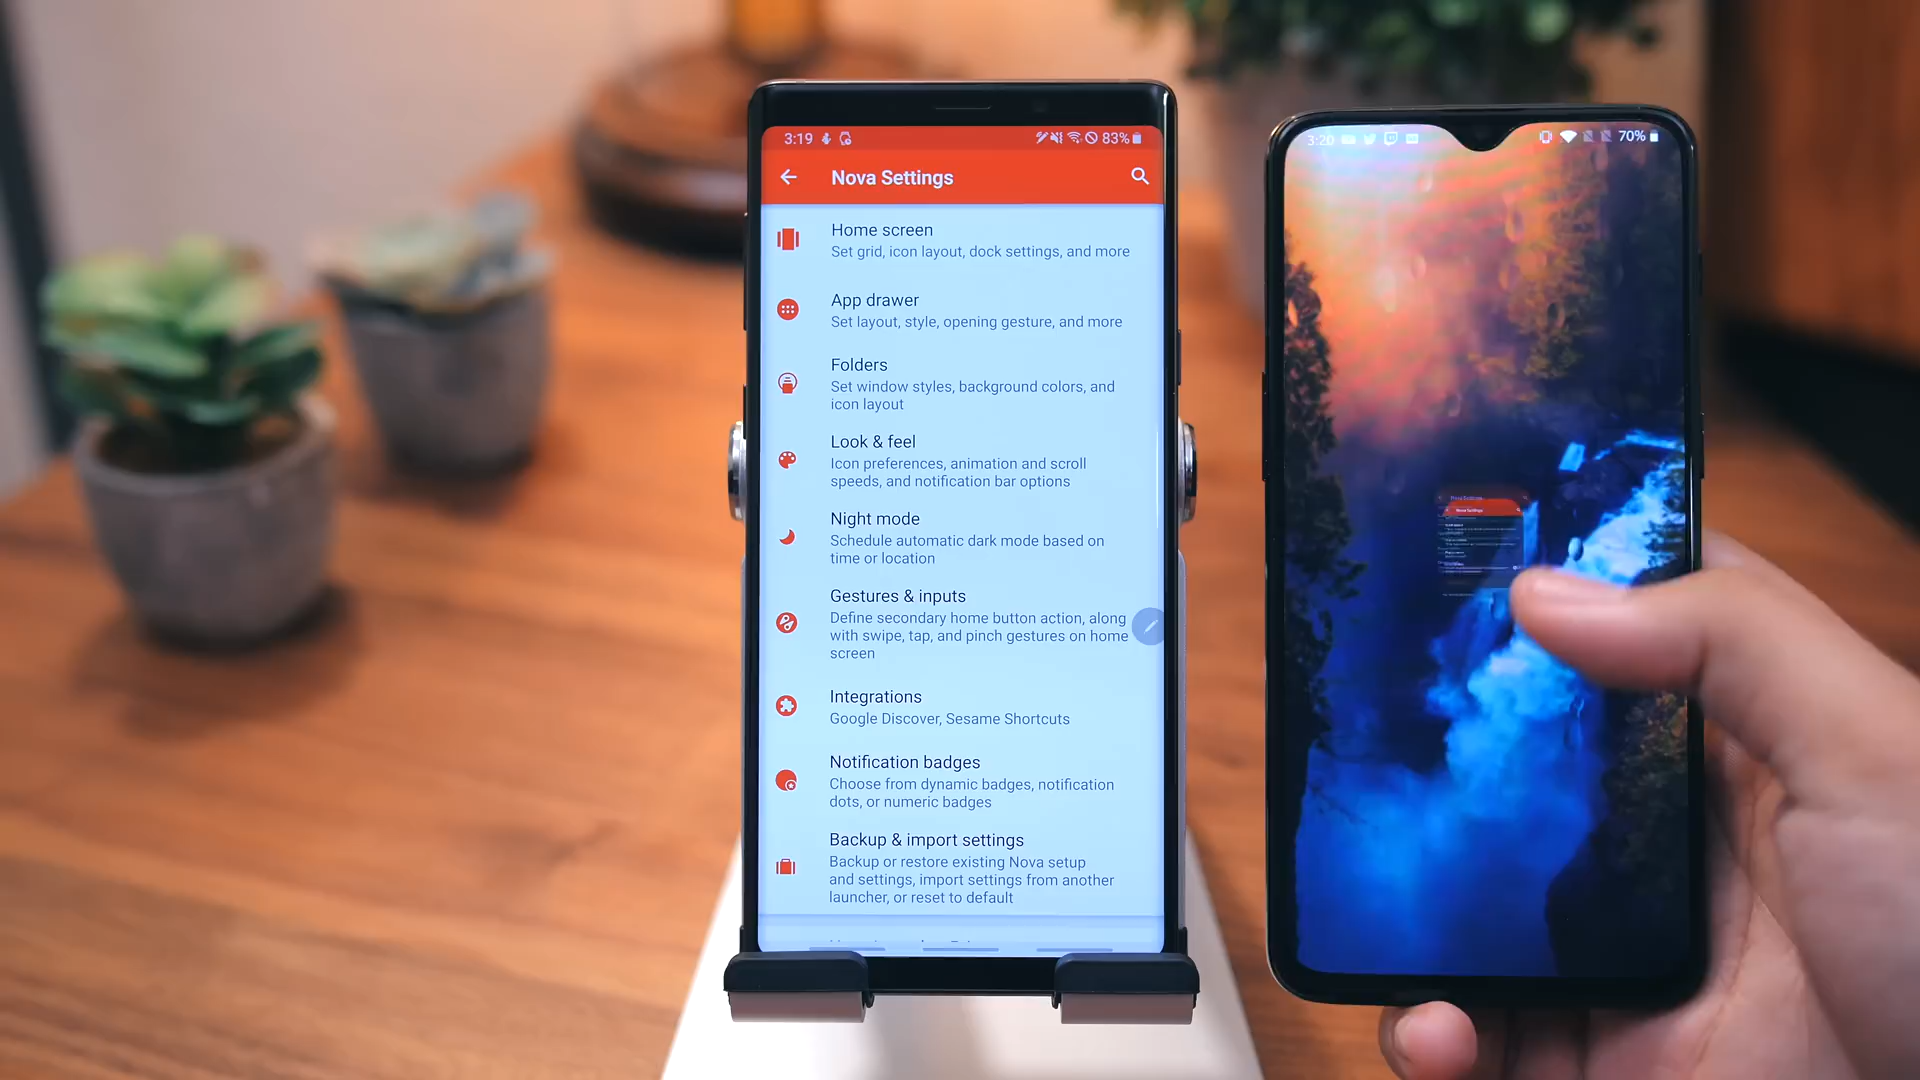 3:19
83%
Nova Settings
Home screen
Set grid, icon layout, dock settings, and more
App drawer
Set layout, style, opening gesture, and more
Folders
Set window styles, background colors, and
icon layout
Look & feel
Icon preferences, animation and scroll
speeds, and notification bar options
Night mode
Schedule automatic dark mode based on
time or location
Gestures & inputs
Define secondary home button action, along
with swipe, tap, and pinch gestures on home
screen
Integrations
Google Discover, Sesame Shortcuts
Notification badges
Choose from dynamic badges, notification
dots, or numeric badges
Backup & import settings
Backup or restore existing Nova setup
and settings, import settings from another
launcher, or reset to default
3:20
70%
Nova Settings